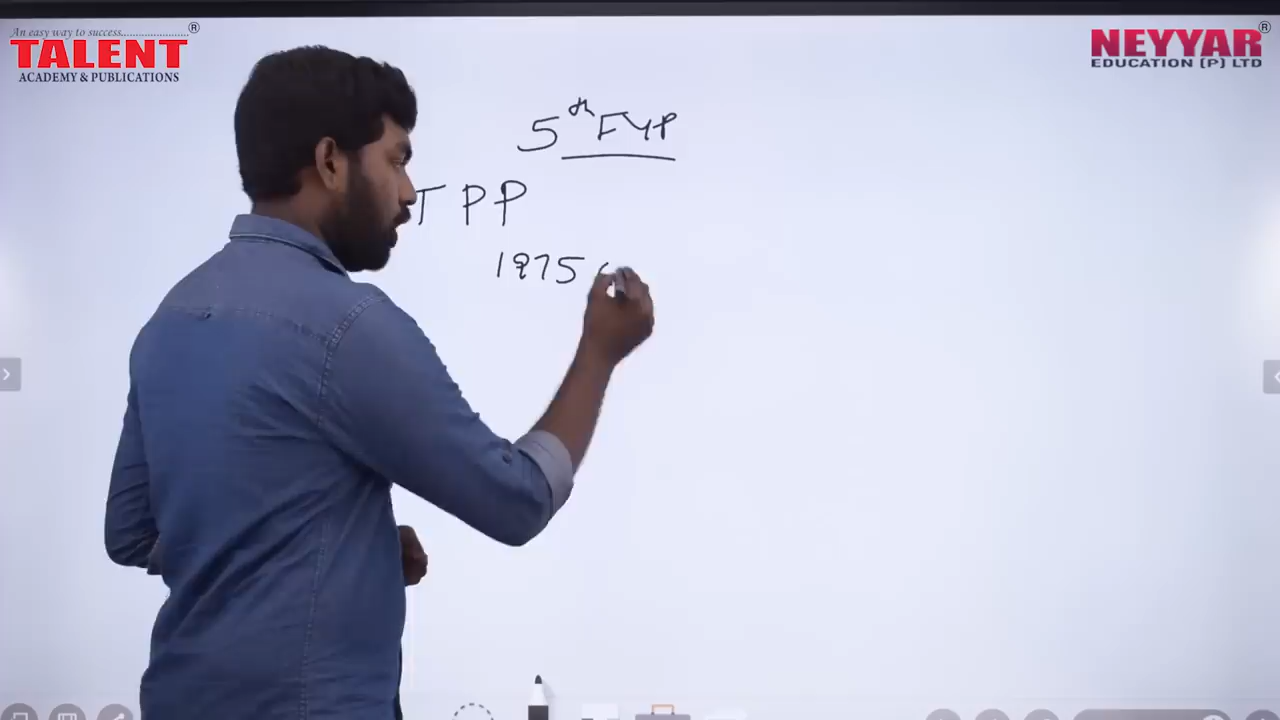 An easy way to success.....................®
TALENT
ACADEMY & PUBLICATIONS
NEYYAR®
EDUCATION (P) LTD
5th FYP
TPP
1975